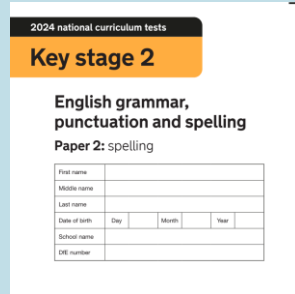 2024 national curriculum tests
Key stage 2
English grammar,
punctuation and spelling
Paper 2: spelling
First name
Middle name
Last name
Date of birth Day Month Year
School name
DfE number